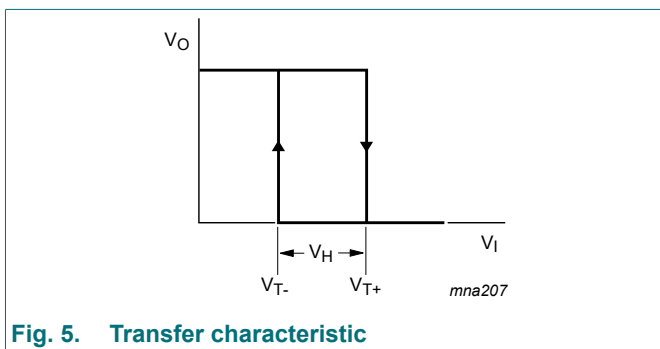 VO
VH
VI
VT-
VT+
mna207
Fig. 5. Transfer characteristic